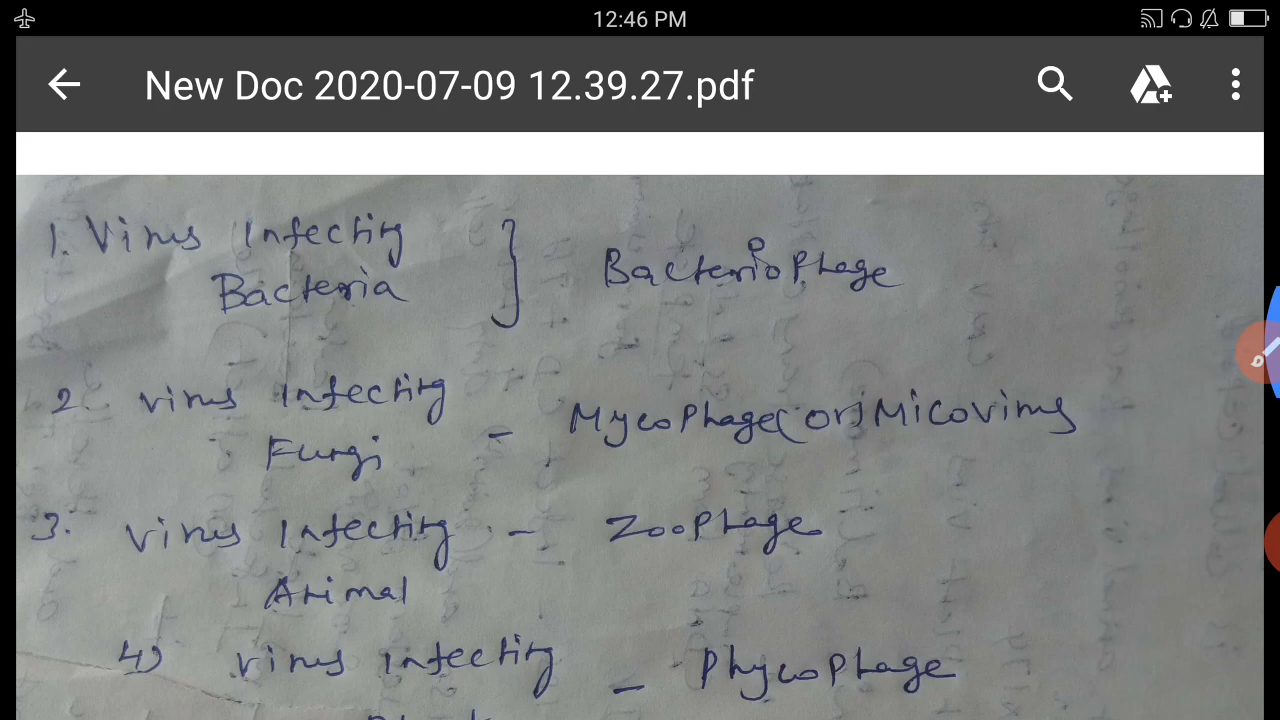 12:46 PM
New Doc 2020-07-09 12.39.27.pdf
1. Virus Infecting
Bacteria } Bacteriophage
2. Virus Infecting
Fungi - Mycophage (or) Micovirus
3. Virus Infecting - Zoophage
Animal
4) Virus infecting
- Phycophage